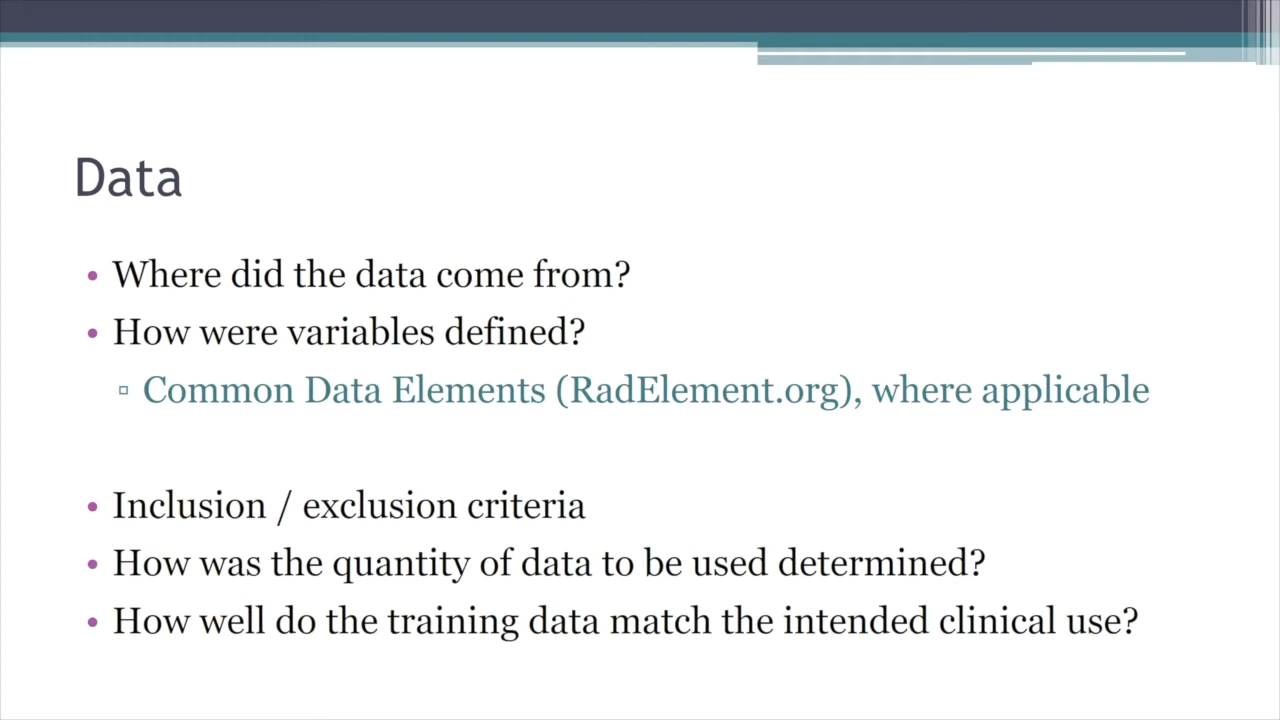 Data
• Where did the data come from?
• How were variables defined?
▫ Common Data Elements (RadElement.org), where applicable
• Inclusion / exclusion criteria
• How was the quantity of data to be used determined?
• How well do the training data match the intended clinical use?